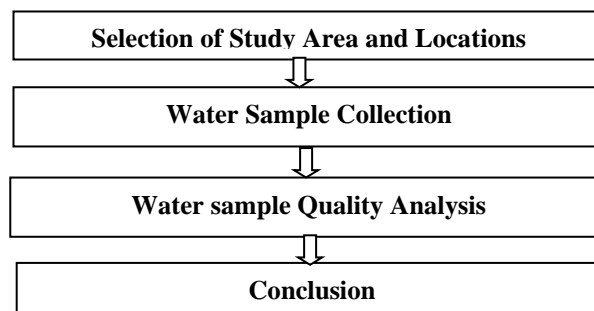 Selection of Study Area and Locations
Water Sample Collection
Water sample Quality Analysis
Conclusion